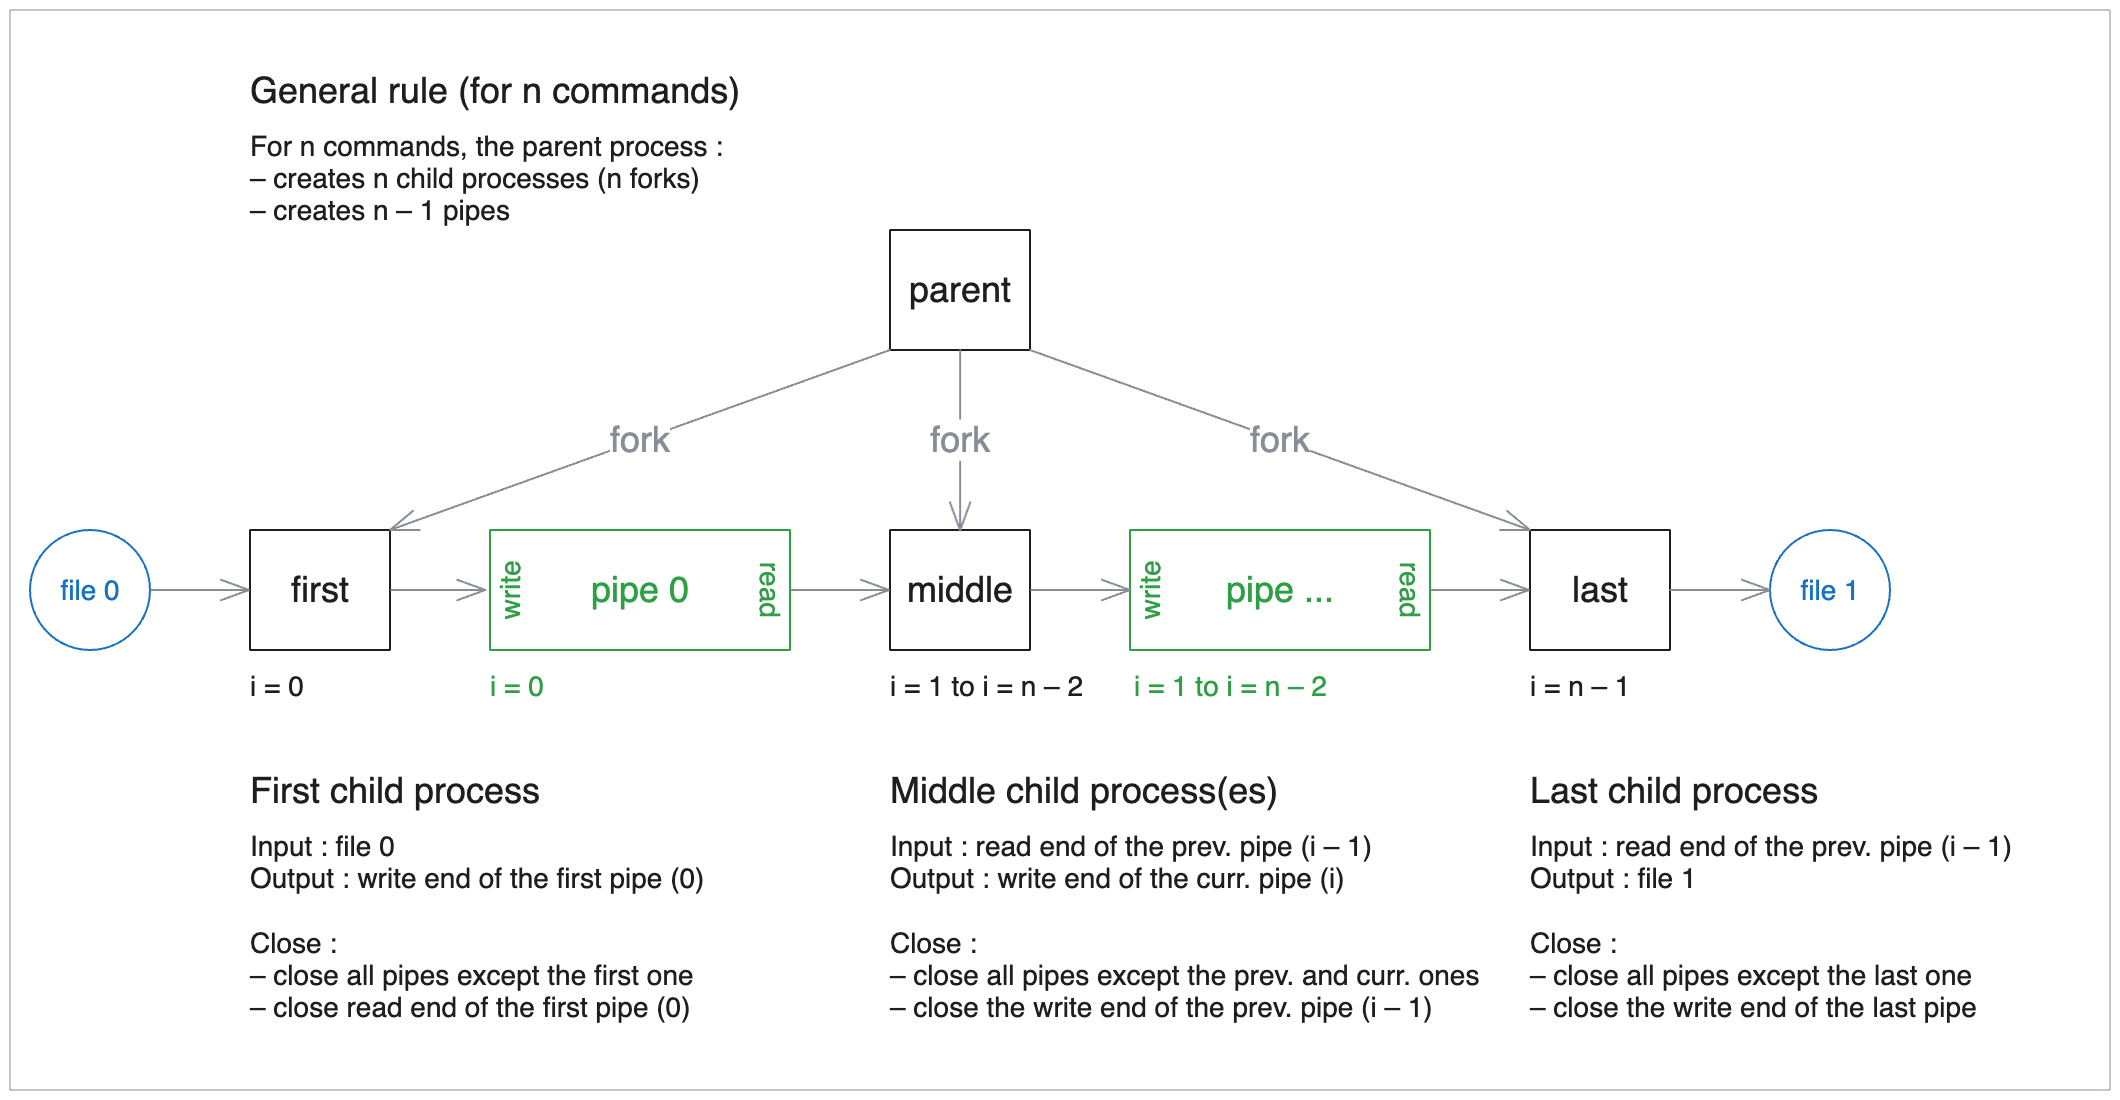 General rule (for n commands)
For n commands, the parent process :
– creates n child processes (n forks)
– creates n – 1 pipes
parent
fork
fork
fork
file 0
first
write
pipe 0
read
middle
write
pipe ...
read
last
file 1
i = 0
i = 0
i = 1 to i = n – 2
i = 1 to i = n – 2
i = n – 1
First child process
Input : file 0
Output : write end of the first pipe (0)
Close :
– close all pipes except the first one
– close read end of the first pipe (0)
Middle child process(es)
Input : read end of the prev. pipe (i – 1)
Output : write end of the curr. pipe (i)
Close :
– close all pipes except the prev. and curr. ones
– close the write end of the prev. pipe (i – 1)
Last child process
Input : read end of the prev. pipe (i – 1)
Output : file 1
Close :
– close all pipes except the last one
– close the write end of the last pipe